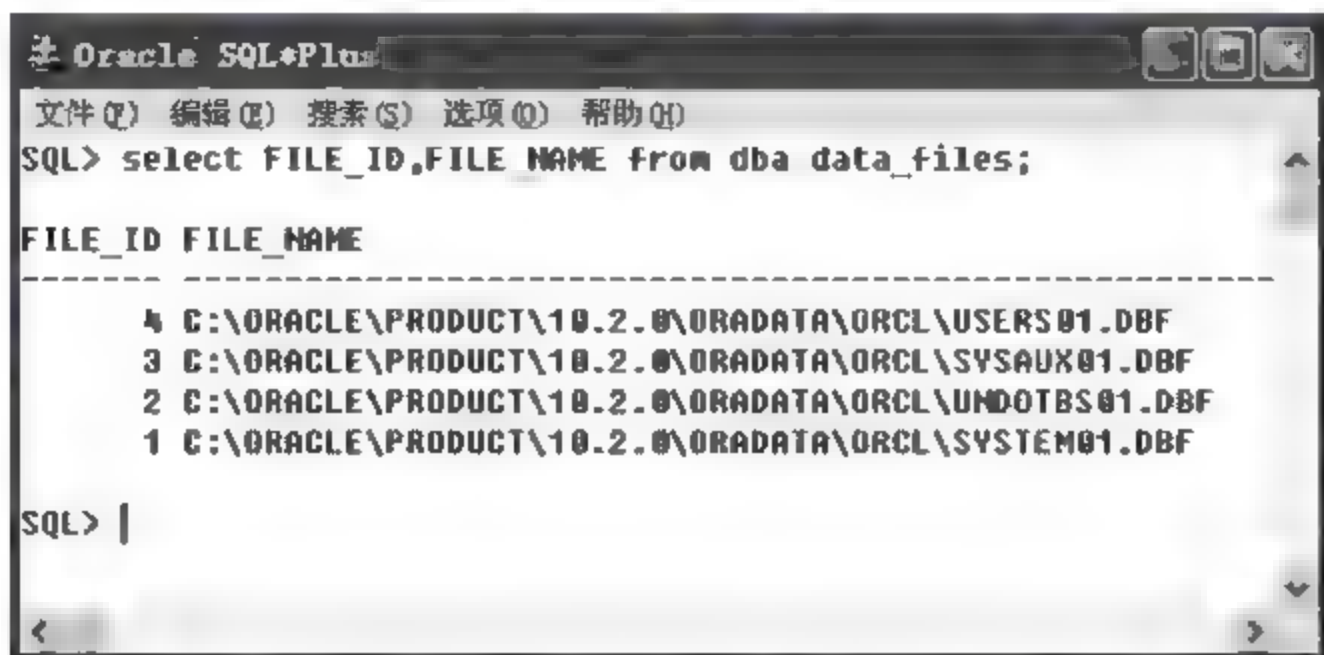 Oracle SQL*Plus
文件(F) 编辑(E) 搜索(S) 选项(O) 帮助(H)
SQL> select FILE_ID,FILE_NAME from dba_data_files;
FILE_ID FILE_NAME
------- ------------------------------------------------
4 C:\ORACLE\PRODUCT\10.2.0\ORADATA\ORCL\USERS01.DBF
3 C:\ORACLE\PRODUCT\10.2.0\ORADATA\ORCL\SYSAUX01.DBF
2 C:\ORACLE\PRODUCT\10.2.0\ORADATA\ORCL\UNDOTBS01.DBF
1 C:\ORACLE\PRODUCT\10.2.0\ORADATA\ORCL\SYSTEM01.DBF
SQL>